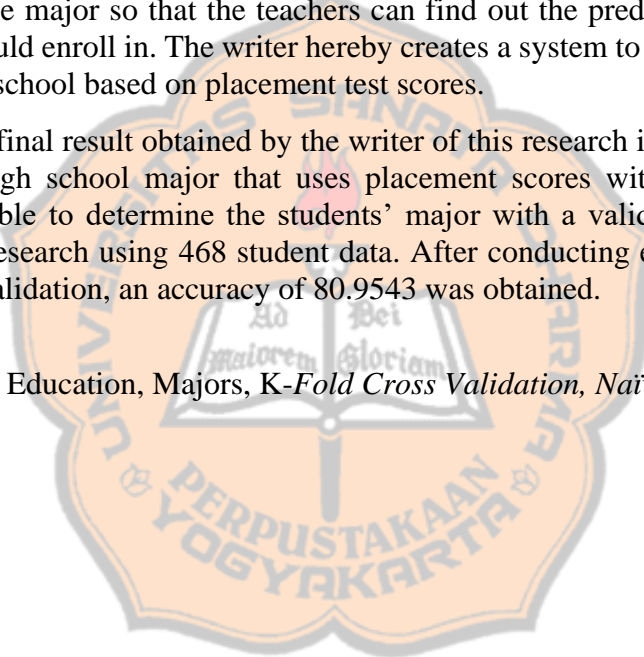 e major so that the teachers can find out the pred
uld enroll in. The writer hereby creates a system to
school based on placement test scores.
final result obtained by the writer of this research i
gh school major that uses placement scores wit
ble to determine the students’ major with a valid
esearch using 468 student data. After conducting e
alidation, an accuracy of 80.9543 was obtained.
Education, Majors, K-Fold Cross Validation, Naï
UNIVERSITAS SANATA DHARMA
Ad Dei
Maiorem Gloriam
PERPUSTAKAAN
YOGYAKARTA